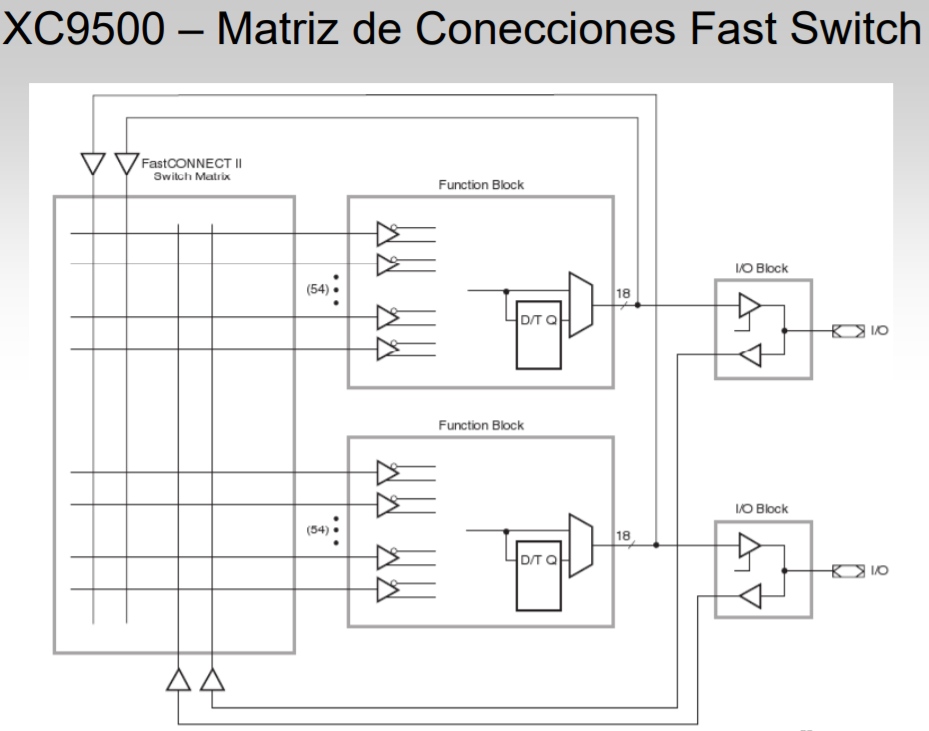 XC9500 – Matriz de Conecciones Fast Switch
FastCONNECT II
Switch Matrix
Function Block
(54)
D/T Q
18
I/O Block
I/O
Function Block
(54)
D/T Q
18
I/O Block
I/O